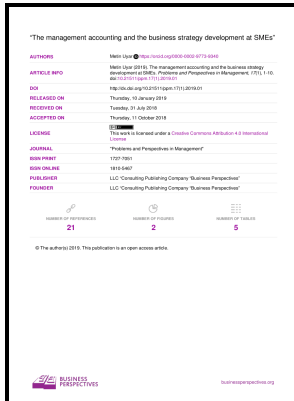 "The management accounting and the business strategy development at SMEs"
AUTHORS
Metin Uyar https://orcid.org/0000-0002-6773-9340
ARTICLE INFO
Metin Uyar (2019). The management accounting and the business strategy
development at SMEs. Problems and Perspectives in Management, 17(1), 1-10.
doi:10.21511/ppm.17(1).2019.01
DOI
http://dx.doi.org/10.21511/ppm.17(1).2019.01
RELEASED ON
Thursday, 10 January 2019
RECEIVED ON
Tuesday, 31 July 2018
ACCEPTED ON
Thursday, 11 October 2018
LICENSE
This work is licensed under a Creative Commons Attribution 4.0 International
License
JOURNAL
"Problems and Perspectives in Management"
ISSN PRINT
1727-7051
ISSN ONLINE
1810-5467
PUBLISHER
LLC "Consulting Publishing Company "Business Perspectives"
FOUNDER
LLC "Consulting Publishing Company "Business Perspectives"
NUMBER OF REFERENCES
21
NUMBER OF FIGURES
2
NUMBER OF TABLES
5
© The author(s) 2019. This publication is an open access article.
BUSINESS
PERSPECTIVES
businessperspectives.org